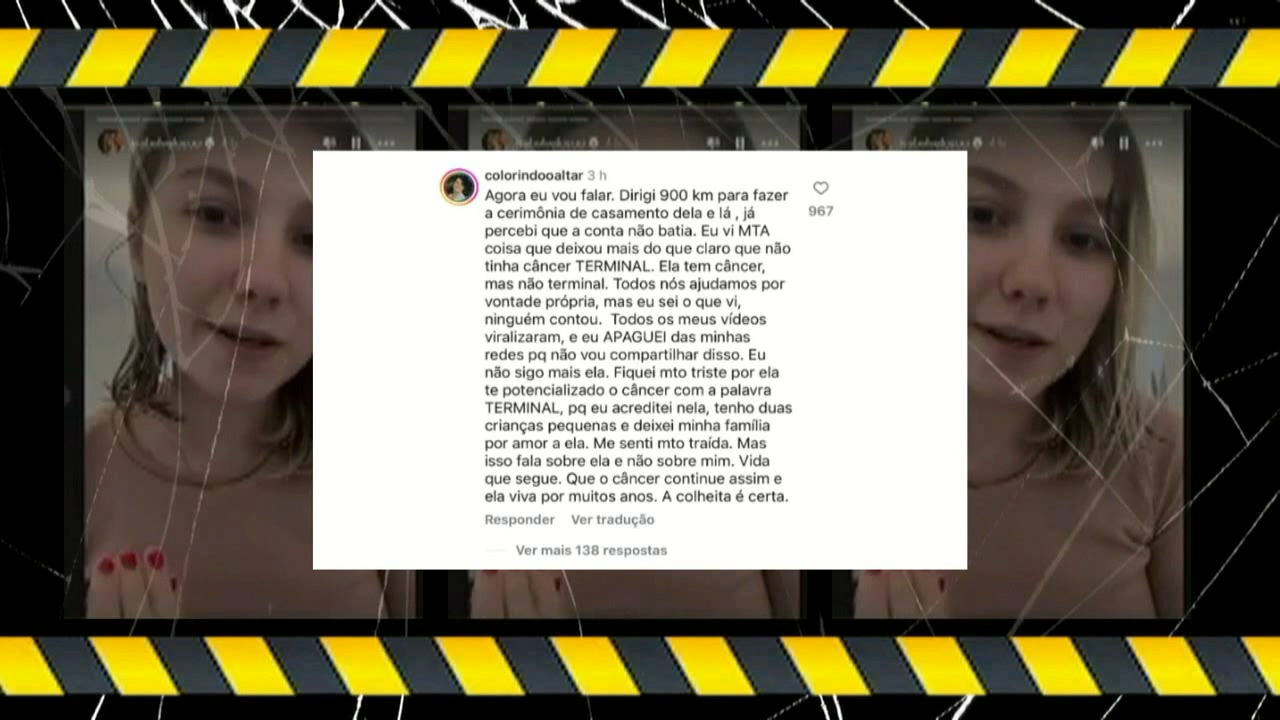 colorindooaltar 3 h
Agora eu vou falar. Dirigi 900 km para fazer
a cerimônia de casamento dela e lá , já
percebi que a conta não batia. Eu vi MTA
coisa que deixou mais do que claro que não
tinha câncer TERMINAL. Ela tem câncer,
mas não terminal. Todos nós ajudamos por
vontade própria, mas eu sei o que vi,
ninguém contou.  Todos os meus vídeos
viralizaram, e eu APAGUEI das minhas
redes pq não vou compartilhar disso. Eu
não sigo mais ela. Fiquei mto triste por ela
te potencializado o câncer com a palavra
TERMINAL, pq eu acreditei nela, tenho duas
crianças pequenas e deixei minha família
por amor a ela. Me senti mto traída. Mas
isso fala sobre ela e não sobre mim. Vida
que segue. Que o câncer continue assim e
ela viva por muitos anos. A colheita é certa.
967
Responder Ver tradução
Ver mais 138 respostas